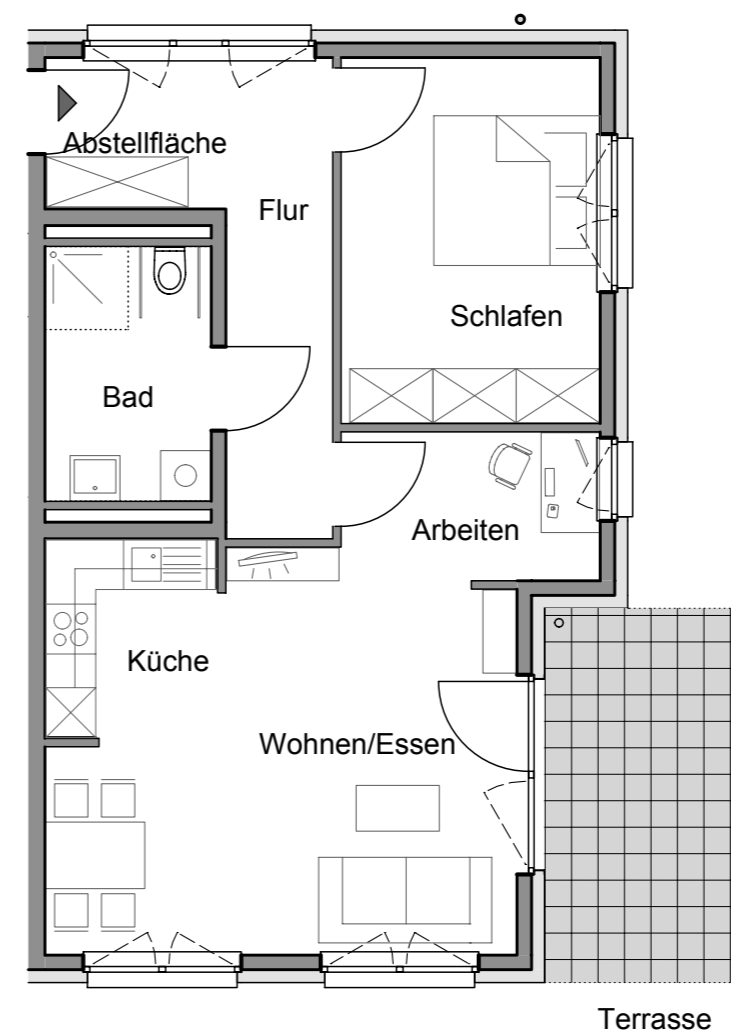 Abstellfläche
Flur
Schlafen
Bad
Arbeiten
Küche
Wohnen/Essen
Terrasse